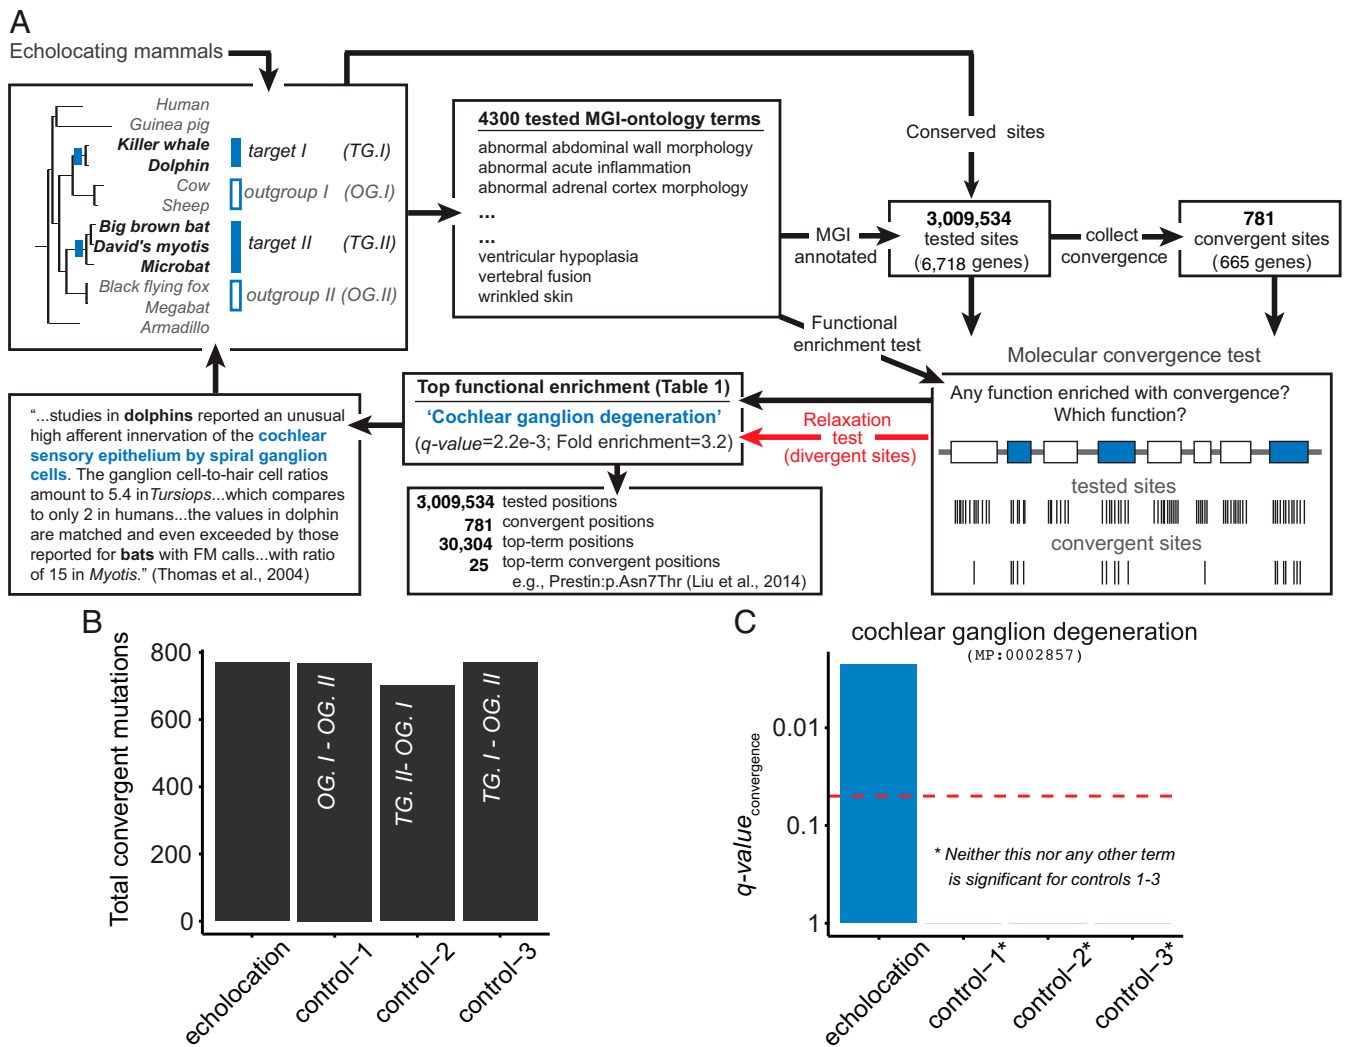 A
Echolocating mammals
Human
Guinea pig
Killer whale
Dolphin
Cow
Sheep
Big brown bat
David's myotis
Microbat
Black flying fox
Megabat
Armadillo
target I (TG.I)
outgroup I (OG.I)
target II (TG.II)
outgroup II (OG.II)
4300 tested MGI-ontology terms
abnormal abdominal wall morphology
abnormal acute inflammation
abnormal adrenal cortex morphology
...
...
ventricular hypoplasia
vertebral fusion
wrinkled skin
Conserved sites
MGI
annotated
3,009,534
tested sites
(6,718 genes)
collect
convergence
781
convergent sites
(665 genes)
Functional
enrichment test
Molecular convergence test
Any function enriched with convergence?
Which function?
tested sites
convergent sites
Relaxation
test
(divergent sites)
Top functional enrichment (Table 1)
‘Cochlear ganglion degeneration’
(q-value=2.2e-3; Fold enrichment=3.2)
3,009,534 tested positions
781 convergent positions
30,304 top-term positions
25 top-term convergent positions
e.g., Prestin:p.Asn7Thr (Liu et al., 2014)
“...studies in dolphins reported an unusual
high afferent innervation of the cochlear
sensory epithelium by spiral ganglion
cells. The ganglion cell-to-hair cell ratios
amount to 5.4 in Tursiops...which compares
to only 2 in humans...the values in dolphin
are matched and even exceeded by those
reported for bats with FM calls...with ratio
of 15 in Myotis.” (Thomas et al., 2004)
B
Total convergent mutations
800
600
400
200
0
OG. I - OG. II
TG. II- OG. I
TG. I - OG. II
echolocation
control-1
control-2
control-3
C
cochlear ganglion degeneration
(MP:0002857)
q-value convergence
0.01
0.1
1
* Neither this nor any other term
is significant for controls 1-3
echolocation
control-1*
control-2*
control-3*